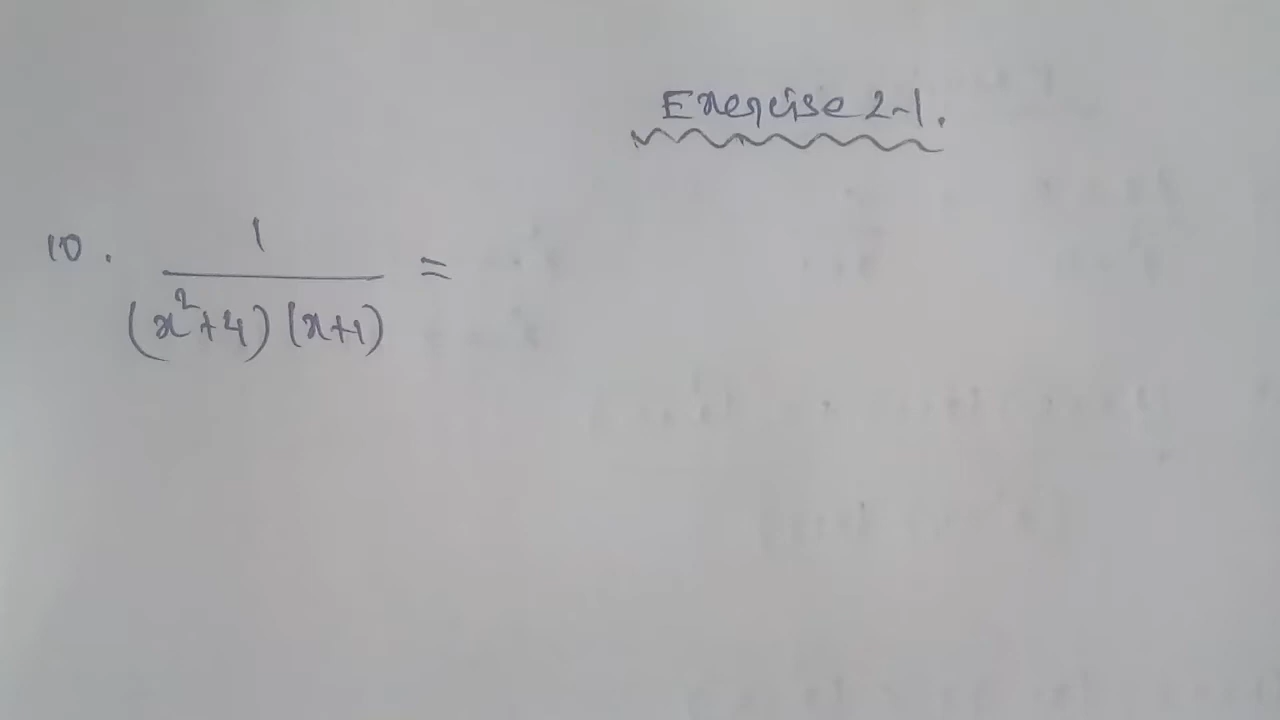 Exercise 2-1.
10. 1/((x²+4)(x+1)) =